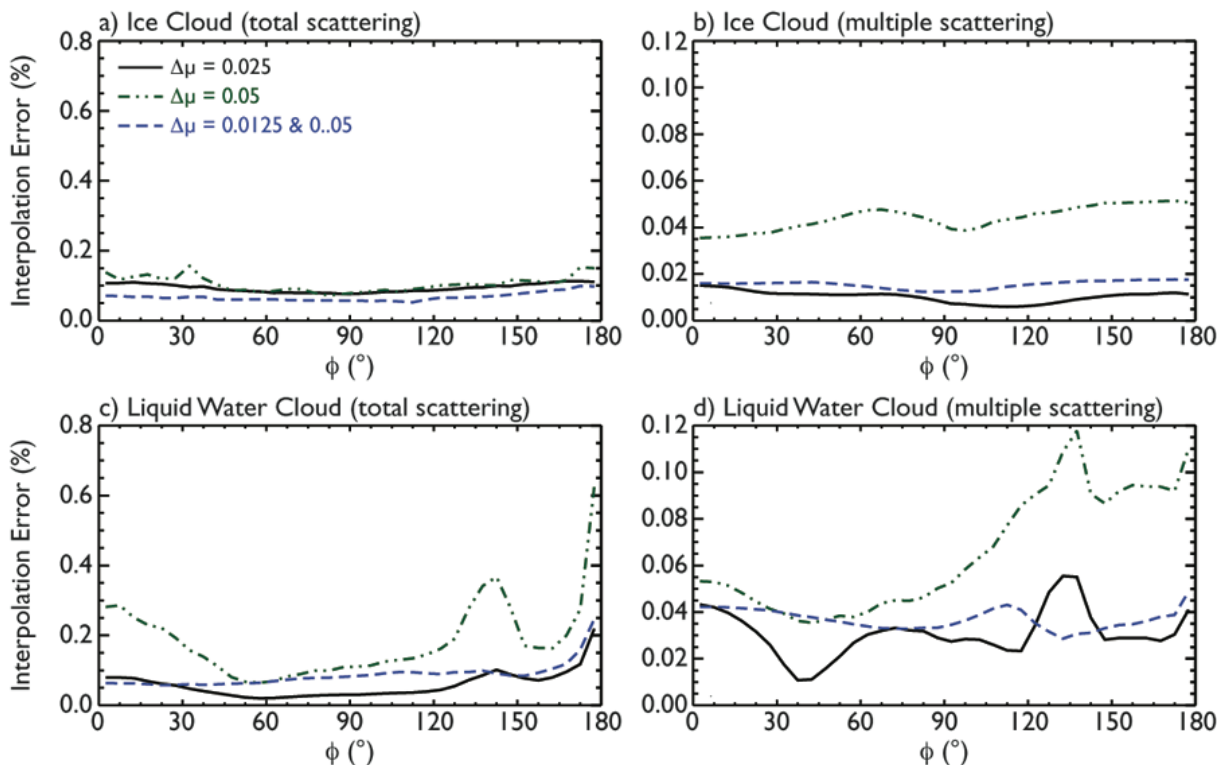 a) Ice Cloud (total scattering)
b) Ice Cloud (multiple scattering)
Interpolation Error (%)
0.8
0.6
0.4
0.2
0.0
Δμ = 0.025
Δμ = 0.05
Δμ = 0.0125 & 0..05
0 30 60 90 120 150 180
ϕ (°)
0.12
0.10
0.08
0.06
0.04
0.02
0.00
0 30 60 90 120 150 180
ϕ (°)
c) Liquid Water Cloud (total scattering)
d) Liquid Water Cloud (multiple scattering)
Interpolation Error (%)
0.8
0.6
0.4
0.2
0.0
0 30 60 90 120 150 180
ϕ (°)
0.12
0.10
0.08
0.06
0.04
0.02
0.00
0 30 60 90 120 150 180
ϕ (°)